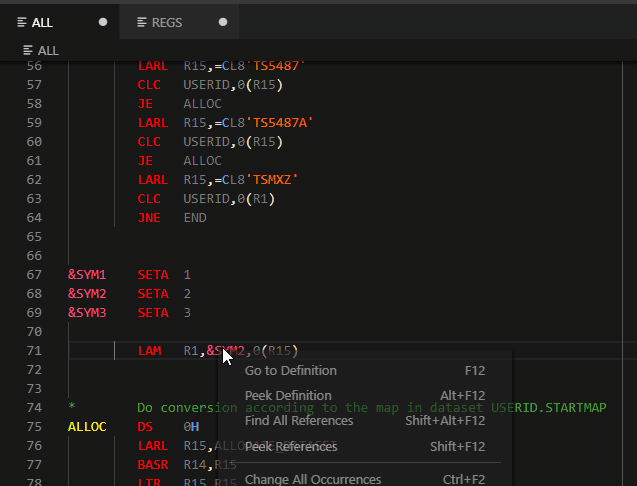 ALL
REGS
ALL
56 LARL R15,=CL8'TS5487'
57 CLC USERID,0(R15)
58 JE ALLOC
59 LARL R15,=CL8'TS5487A'
60 CLC USERID,0(R15)
61 JE ALLOC
62 LARL R15,=CL8'TSMXZ'
63 CLC USERID,0(R1)
64 JNE END
65
66
67 &SYM1 SETA 1
68 &SYM2 SETA 2
69 &SYM3 SETA 3
70
71 LAM R1,&SYM2,0(R15)
72
73
74 * Do conversion according to the map in dataset USERID.STARTMAP
75 ALLOC DS 0H
76 LARL R15,
77 BASR R14,R15
78 LTR R15,R15
Go to Definition F12
Peek Definition Alt+F12
Find All References Shift+Alt+F12
Peek References Shift+F12
Change All Occurrences Ctrl+F2